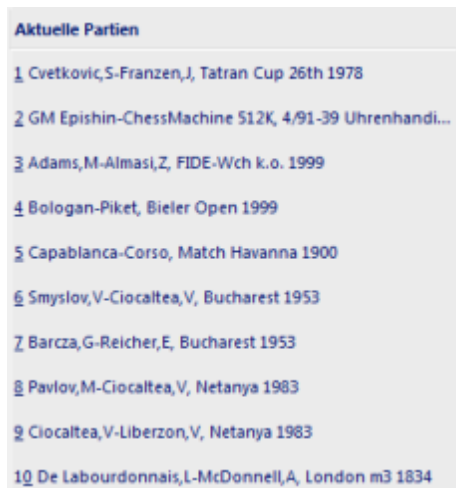 Aktuelle Partien
1 Cvetkovic,S-Franzen,J, Tatran Cup 26th 1978
2 GM Epishin-ChessMachine 512K, 4/91-39 Uhrenhandi...
3 Adams,M-Almasi,Z, FIDE-Wch k.o. 1999
4 Bologan-Piket, Bieler Open 1999
5 Capablanca-Corso, Match Havanna 1900
6 Smyslov,V-Ciocaltea,V, Bucharest 1953
7 Barcza,G-Reicher,E, Bucharest 1953
8 Pavlov,M-Ciocaltea,V, Netanya 1983
9 Ciocaltea,V-Liberzon,V, Netanya 1983
10 De Labourdonnais,L-McDonnell,A, London m3 1834